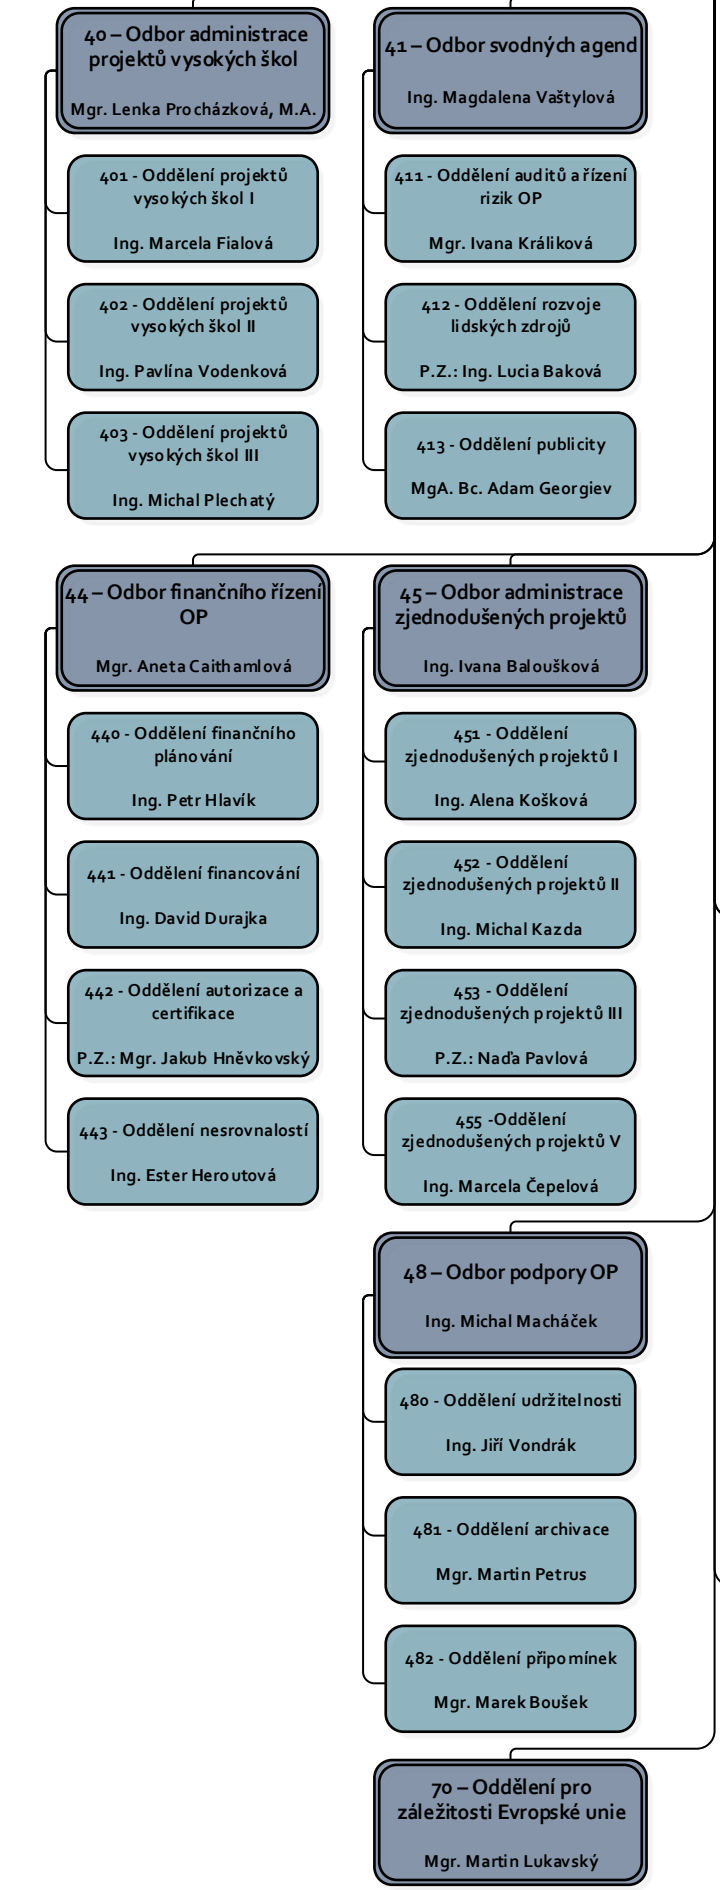 40 – Odbor administrace
projektů vysokých škol
Mgr. Lenka Procházková, M.A.
401 - Oddělení projektů
vysokých škol I
Ing. Marcela Fialová
402 - Oddělení projektů
vysokých škol II
Ing. Pavlína Vodenková
403 - Oddělení projektů
vysokých škol III
Ing. Michal Plechatý
41 – Odbor svodných agend
Ing. Magdalena Vaštylová
411 - Oddělení auditů a řízení
rizik OP
Mgr. Ivana Králiková
412 - Oddělení rozvoje
lidských zdrojů
P.Z.: Ing. Lucia Baková
413 - Oddělení publicity
MgA. Bc. Adam Georgiev
44 – Odbor finančního řízení
OP
Mgr. Aneta Caithamlová
440 - Oddělení finančního
plánování
Ing. Petr Hlavík
441 - Oddělení financování
Ing. David Durajka
442 - Oddělení autorizace a
certifikace
P.Z.: Mgr. Jakub Hněvkovský
443 - Oddělení nesrovnalostí
Ing. Ester Heroutová
45 – Odbor administrace
zjednodušených projektů
Ing. Ivana Baloušková
451 - Oddělení
zjednodušených projektů I
Ing. Alena Košková
452 - Oddělení
zjednodušených projektů II
Ing. Michal Kazda
453 - Oddělení
zjednodušených projektů III
P.Z.: Naďa Pavlová
455 -Oddělení
zjednodušených projektů V
Ing. Marcela Čepelová
48 – Odbor podpory OP
Ing. Michal Macháček
480 - Oddělení udržitelnosti
Ing. Jiří Vondrák
481 - Oddělení archivace
Mgr. Martin Petrus
482 - Oddělení připomínek
Mgr. Marek Boušek
70 – Oddělení pro
záležitosti Evropské unie
Mgr. Martin Lukavský